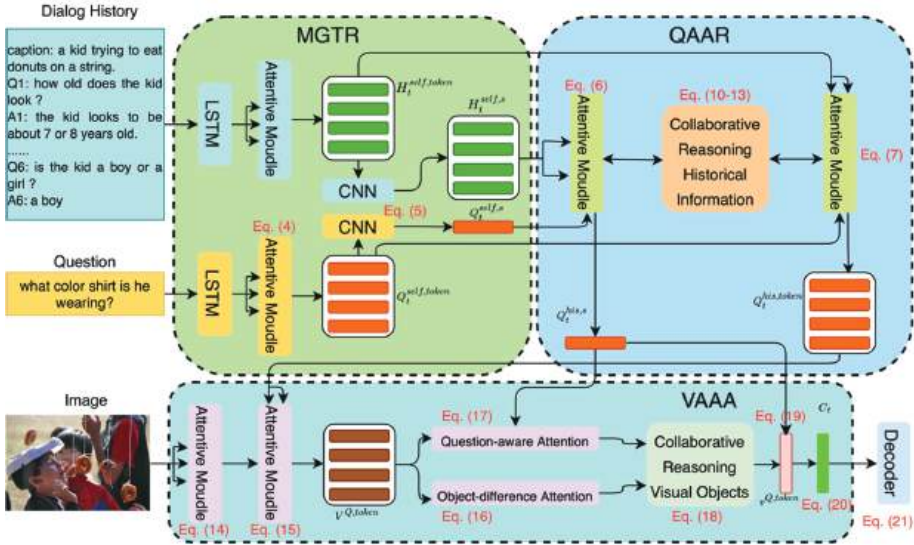 Dialog History
caption: a kid trying to eat
donuts on a string.
Q1: how old does the kid
look ?
A1: the kid looks to be
about 7 or 8 years old.
......
Q6: is the kid a boy or a
girl ?
A6: a boy
Question
what color shirt is he
wearing?
Image
MGTR
LSTM
Attentive Moudle
H_t^{self,token}
H_t^{self,s}
CNN
Eq. (4)
CNN
Eq. (5)
Q_t^{self,s}
LSTM
Attentive Moudle
Q_t^{self,token}
QAAR
Eq. (6)
Attentive Moudle
Eq. (10-13)
Collaborative
Reasoning
Historical
Information
Attentive Moudle
Eq. (7)
Q_t^{his,s}
Q_t^{his,token}
VAAA
Attentive Moudle
Eq. (14)
Attentive Moudle
Eq. (15)
V^{Q,token}
Eq. (17)
Question-aware Attention
Object-difference Attention
Eq. (16)
Collaborative
Reasoning
Visual Objects
Eq. (18)
Eq. (19)
v^{Q,token}
C_t
Eq. (20)
Decoder
Eq. (21)